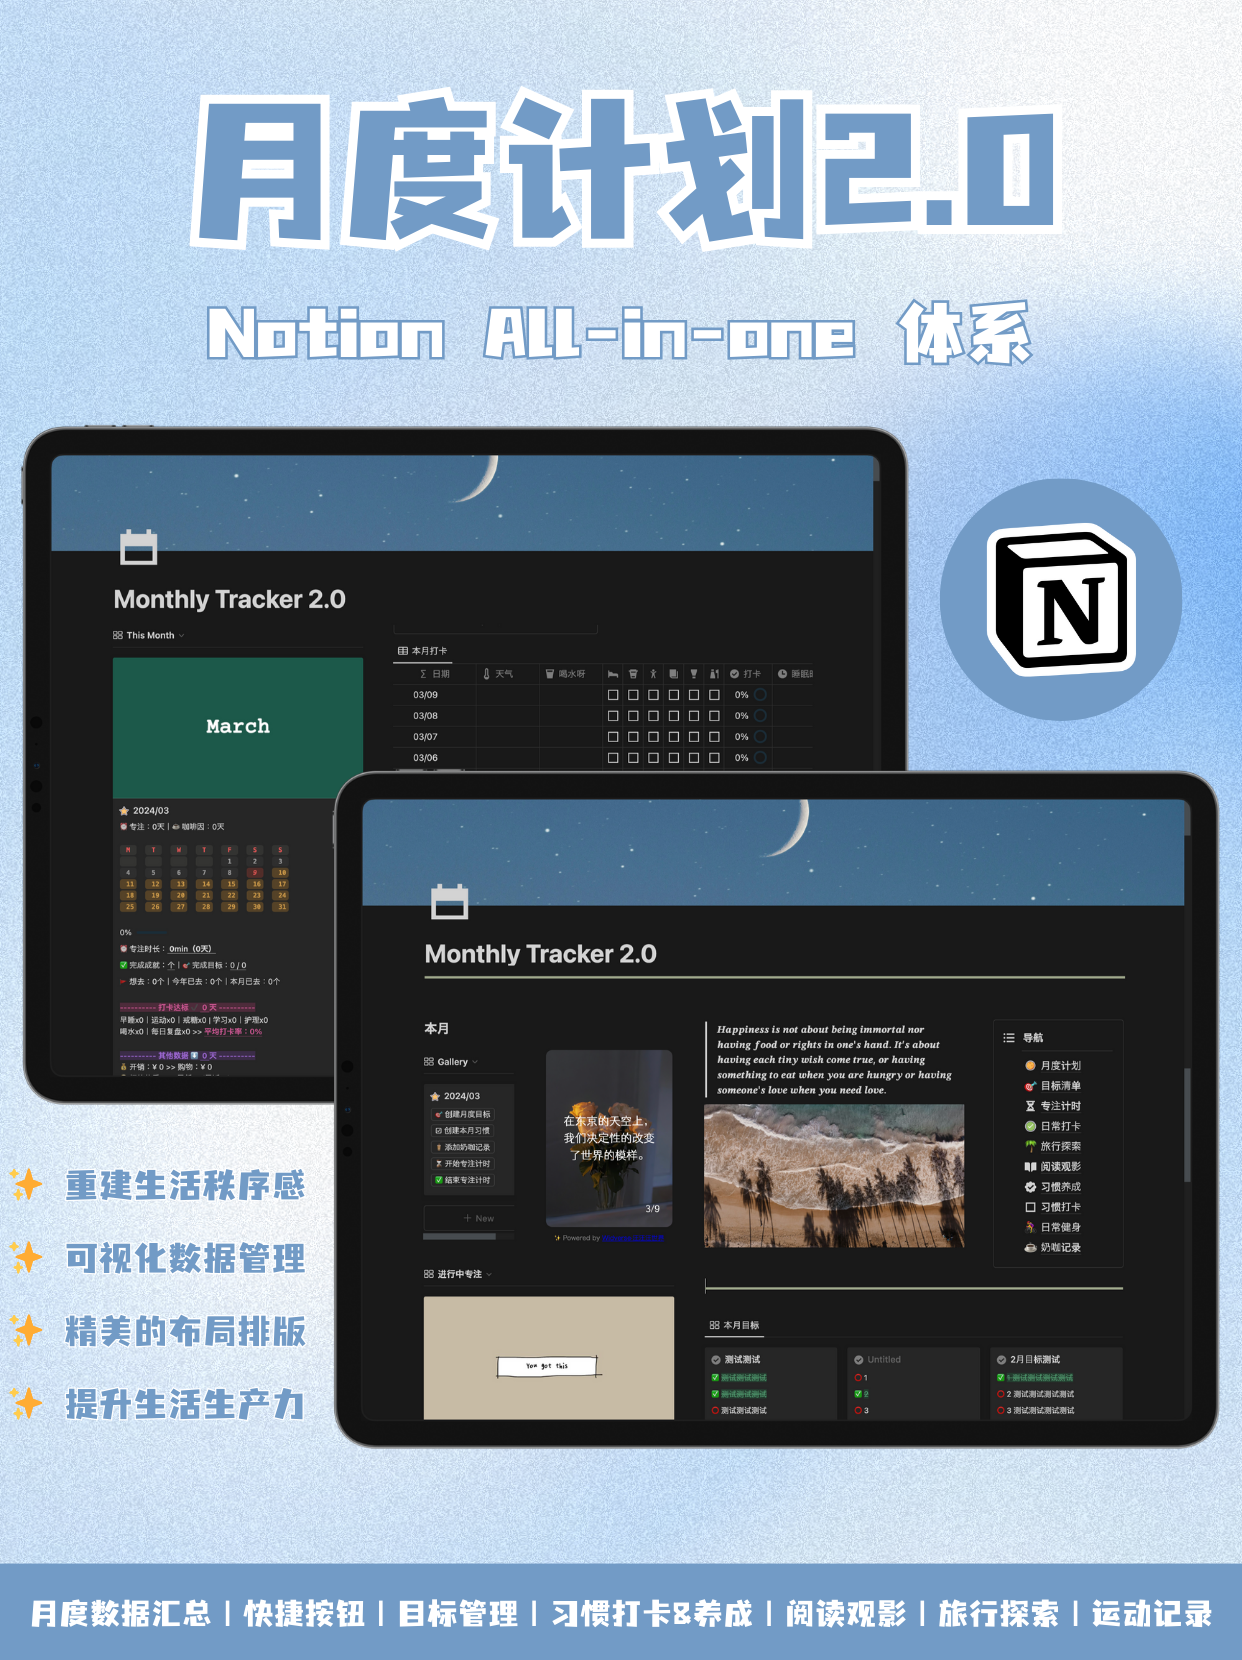 月度计划2.0
Notion All-in-one 体系
Monthly Tracker 2.0
This Month
March
2024/03
专注：0天 | 咖啡因：0天
M T W T F S S
1 2 3
4 5 6 7 8 9 10
11 12 13 14 15 16 17
18 19 20 21 22 23 24
25 26 27 28 29 30 31
0%
专注时长：0min（0天）
完成成就：个 | 完成目标：0 / 0
想去：0个 | 今年已去：0个 | 本月已去：0个
---------- 打卡达标 0 天 ----------
早睡x0 | 运动x0 | 戒糖x0 | 学习x0 | 护理x0
喝水x0 | 每日复盘x0 >> 平均打卡率：0%
---------- 其他数据 0 天 ----------
开销：¥ 0 >> 购物：¥ 0
本月打卡
日期 天气 喝水呀 打卡
03/09 0%
03/08 0%
03/07 0%
03/06 0%
N
Monthly Tracker 2.0
本月
Gallery
2024/03
创建月度目标
创建本月习惯
添加奶咖记录
开始专注计时
结束专注计时
+ New
在东京的天空上，
我们决定性的改变
了世界的模样。
3/9
Powered by
Happiness is not about being immortal nor
having food or rights in one's hand. It's about
having each tiny wish come true, or having
something to eat when you are hungry or having
someone's love when you need love.
导航
月度计划
目标清单
专注计时
日常打卡
旅行探索
阅读观影
习惯养成
习惯打卡
日常健身
奶咖记录
进行中专注
You got this
本月目标
测试测试
测试测试测试
测试测试测试
测试测试测试
Untitled
1
2
3
2月目标测试
1 测试测试测试测试
2 测试测试测试测试
3 测试测试测试测试
重建生活秩序感
可视化数据管理
精美的布局排版
提升生活生产力
月度数据汇总 | 快捷按钮 | 目标管理 | 习惯打卡&养成 | 阅读观影 | 旅行探索 | 运动记录